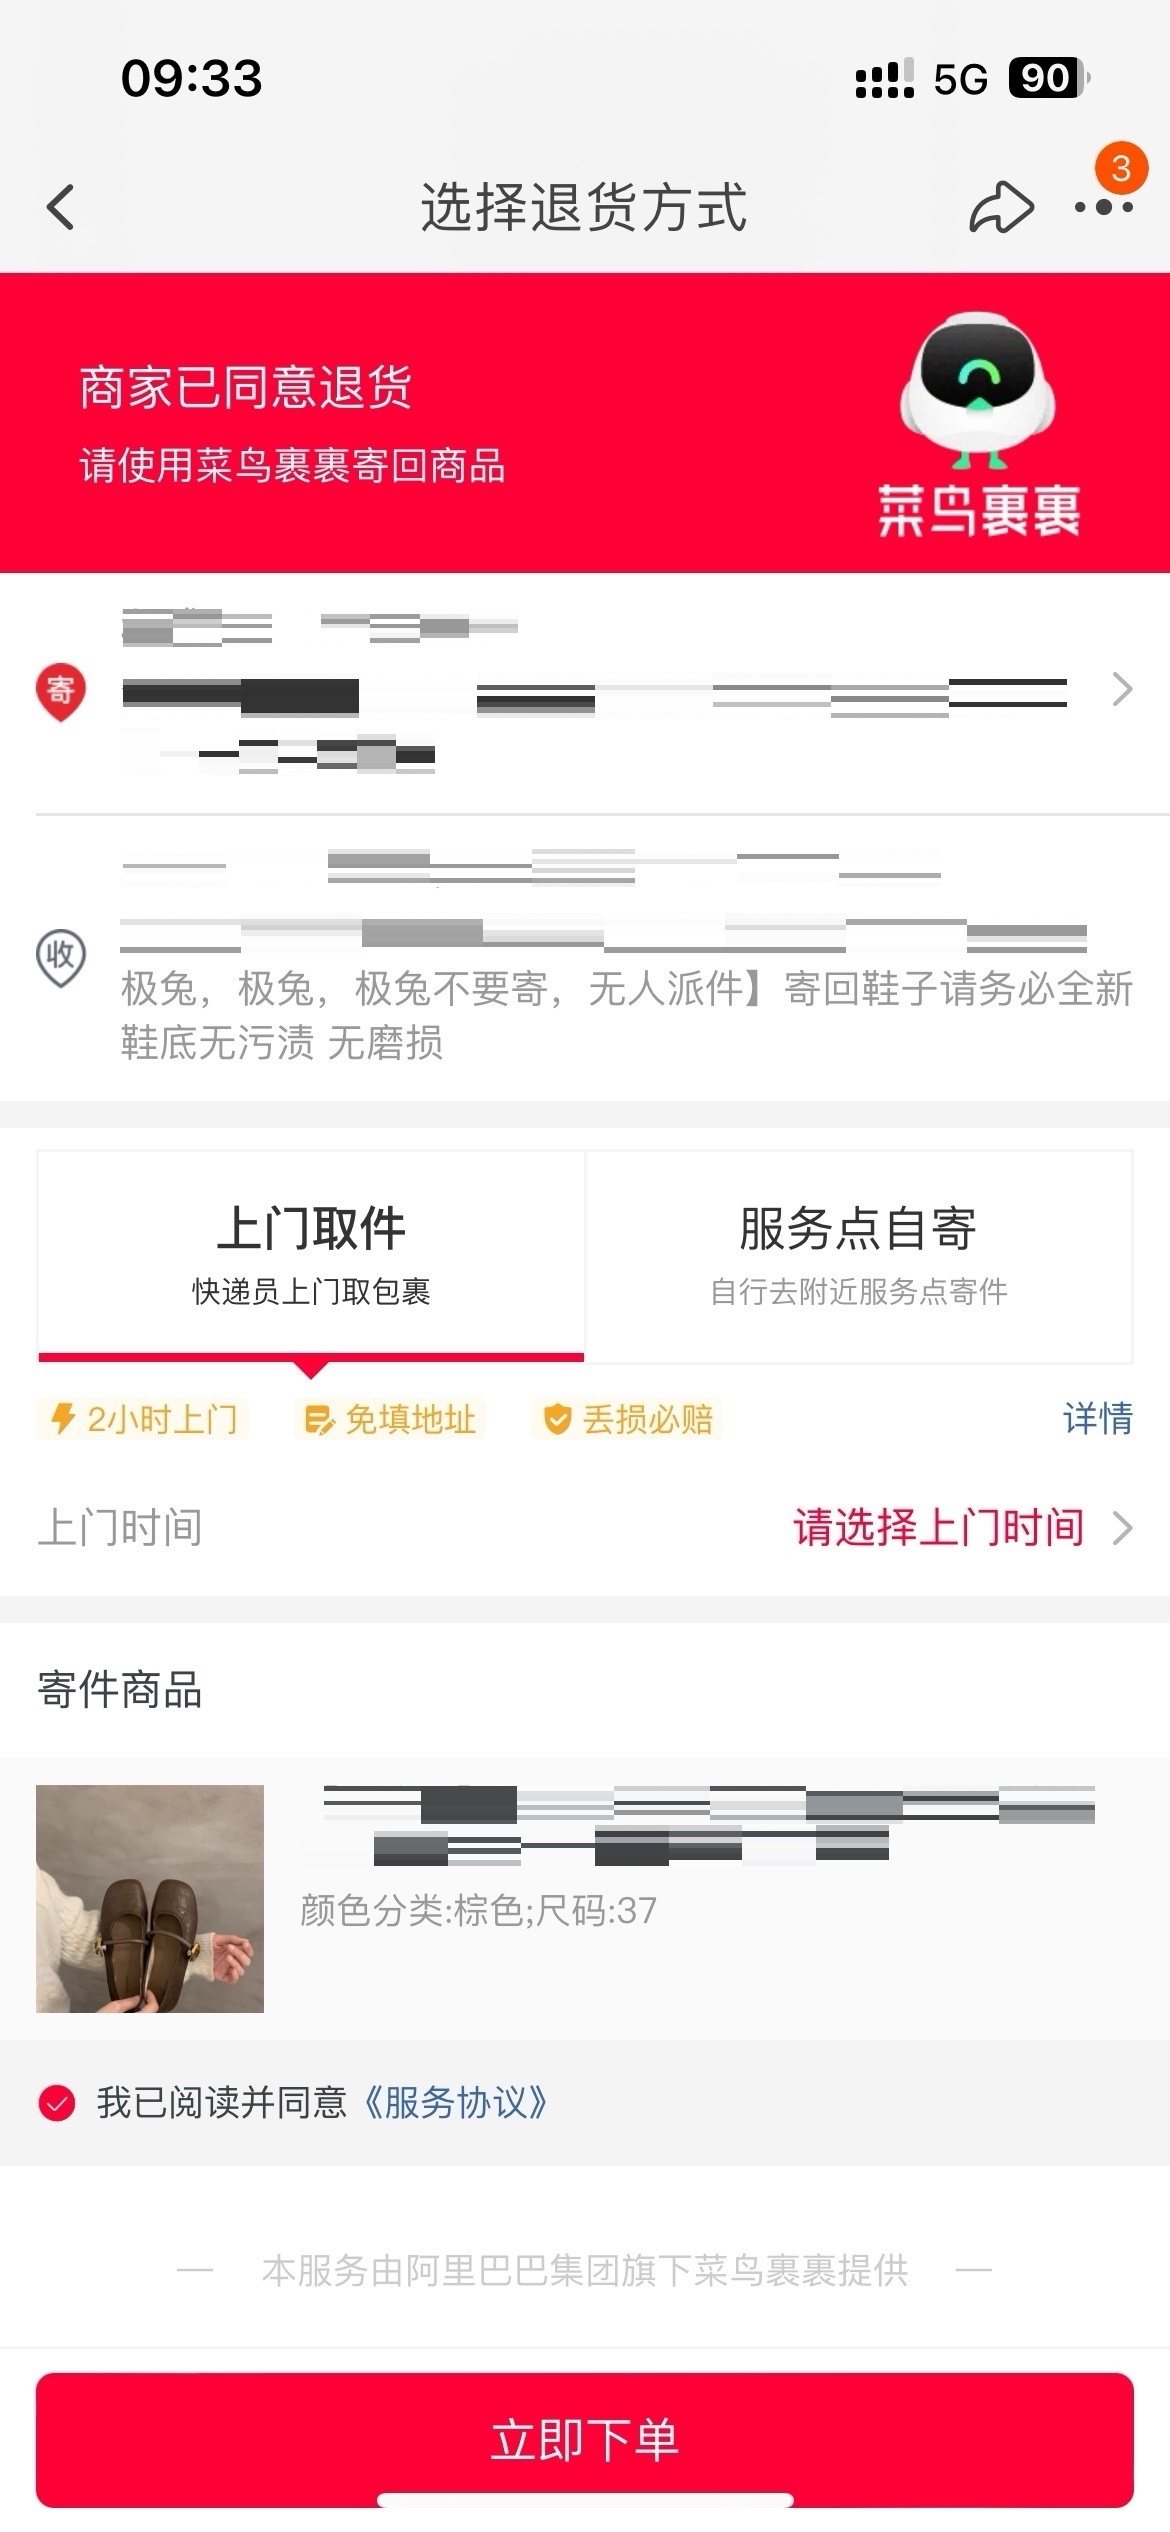 09:33
5G
90
选择退货方式
3
商家已同意退货
请使用菜鸟裹裹寄回商品
菜鸟裹裹
寄
收
极兔，极兔，极兔不要寄，无人派件】寄回鞋子请务必全新
鞋底无污渍 无磨损
上门取件
服务点自寄
快递员上门取包裹
自行去附近服务点寄件
2小时上门
免填地址
丢损必赔
详情
上门时间
请选择上门时间
寄件商品
颜色分类:棕色;尺码:37
我已阅读并同意《服务协议》
— 本服务由阿里巴巴集团旗下菜鸟裹裹提供 —
立即下单